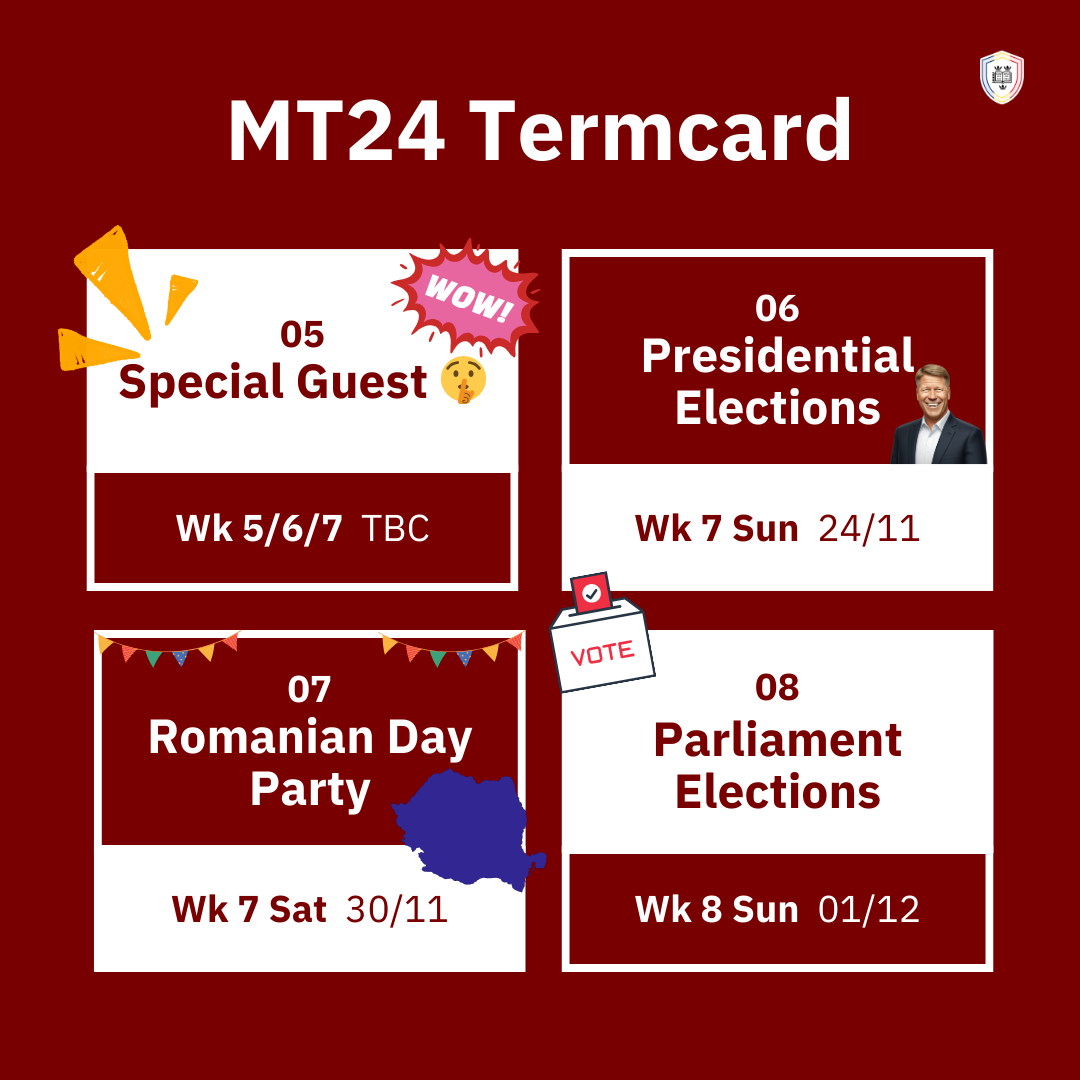 MT24 Termcard
WOW!
05
Special Guest 🤫
Wk 5/6/7 TBC
06
Presidential
Elections
Wk 7 Sun 24/11
07
Romanian Day
Party
Wk 7 Sat 30/11
VOTE
08
Parliament
Elections
Wk 8 Sun 01/12